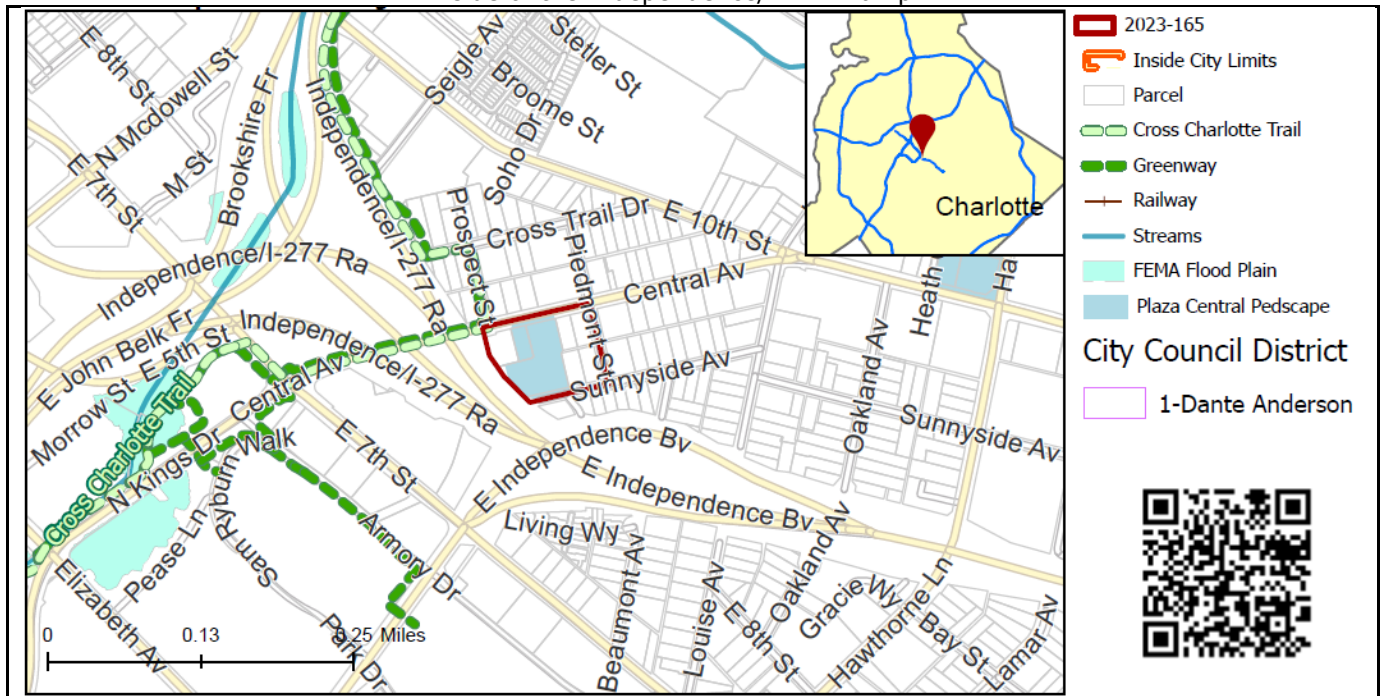 E 8th St
N Mcdowell St
M St
E 7th St
Brookshire Fr
Independence/I-277 Ra
Seigle Av
Stetler St
Broome St
Soho Dr
Prospect St
Cross Trail Dr
E 10th St
Piedmont St
Central Av
Charlotte
Heath
Ha
Independence/I-277 Ra
E John Belk Fr
E 5th St
Morrow St
Independence/I-277 Ra
Central Av
Cross Charlotte Trail
N Kings Dr
Walk
E 7th St
Sunnyside Av
Oakland Av
Sunnyside Av
E Independence Bv
E Independence Bv
Pease Ln
Sam Ryburn
Armory Dr
Living Wy
Elizabeth Av
Park Dr
Beaumont Av
Louise Av
E 8th St
Oakland Av
Gracie Wy
Bay St
Hawthorne Ln
Lamar Av
0
0.13
0.25 Miles
2023-165
Inside City Limits
Parcel
Cross Charlotte Trail
Greenway
Railway
Streams
FEMA Flood Plain
Plaza Central Pedscape
City Council District
1-Dante Anderson